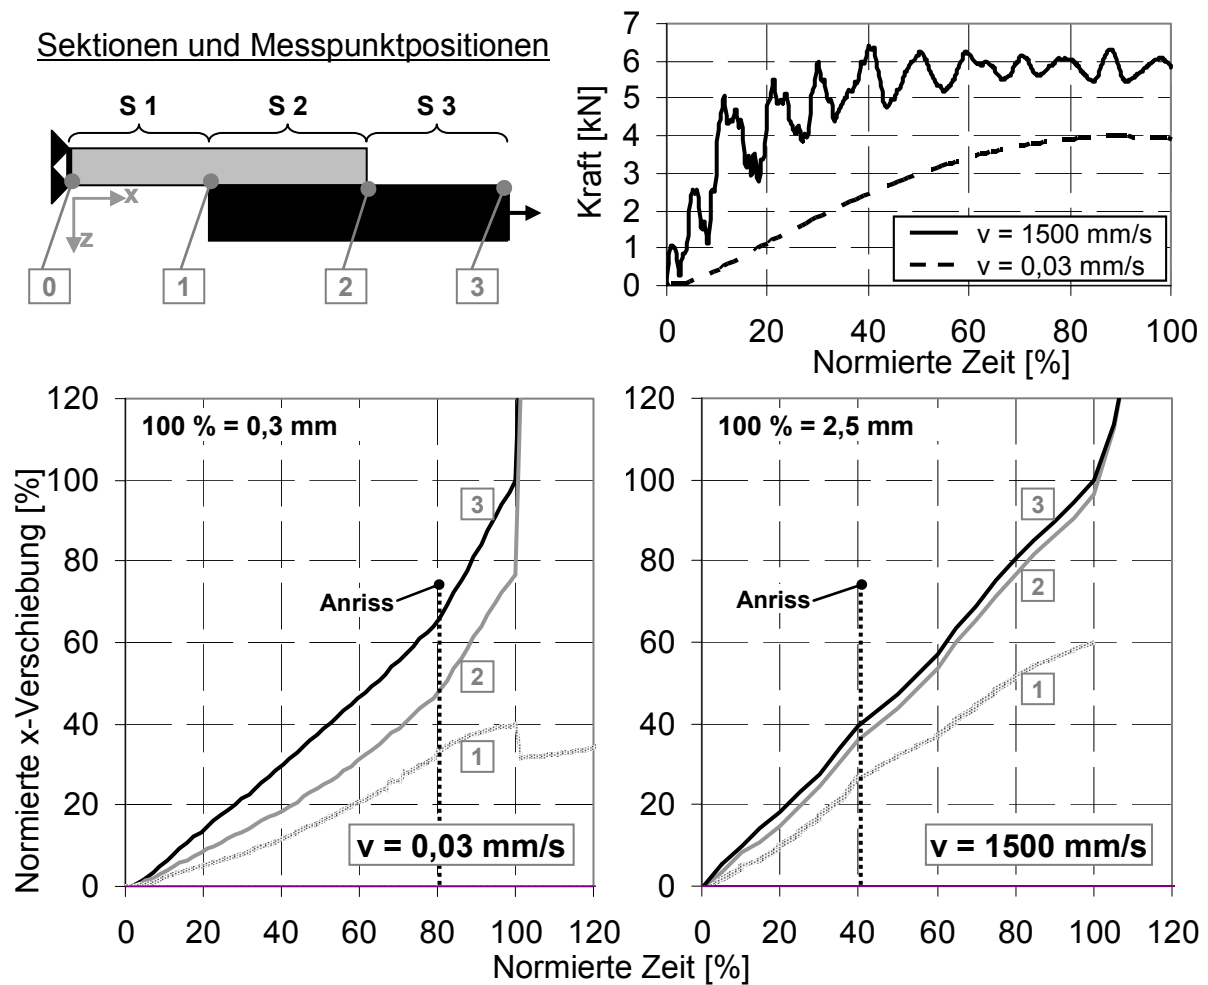 Sektionen und Messpunktpositionen
S 1 S 2 S 3
x
z
0 1 2 3
Kraft [kN]
7
6
5
4
3
2
1
0
v = 1500 mm/s
v = 0,03 mm/s
0 20 40 60 80 100
Normierte Zeit [%]
Normierte x-Verschiebung [%]
120
100
80
60
40
20
0
100 % = 0,3 mm
3
Anriss
2
1
v = 0,03 mm/s
0 20 40 60 80 100 120
120
100
80
60
40
20
0
100 % = 2,5 mm
3
2
Anriss
1
v = 1500 mm/s
0 20 40 60 80 100 120
Normierte Zeit [%]